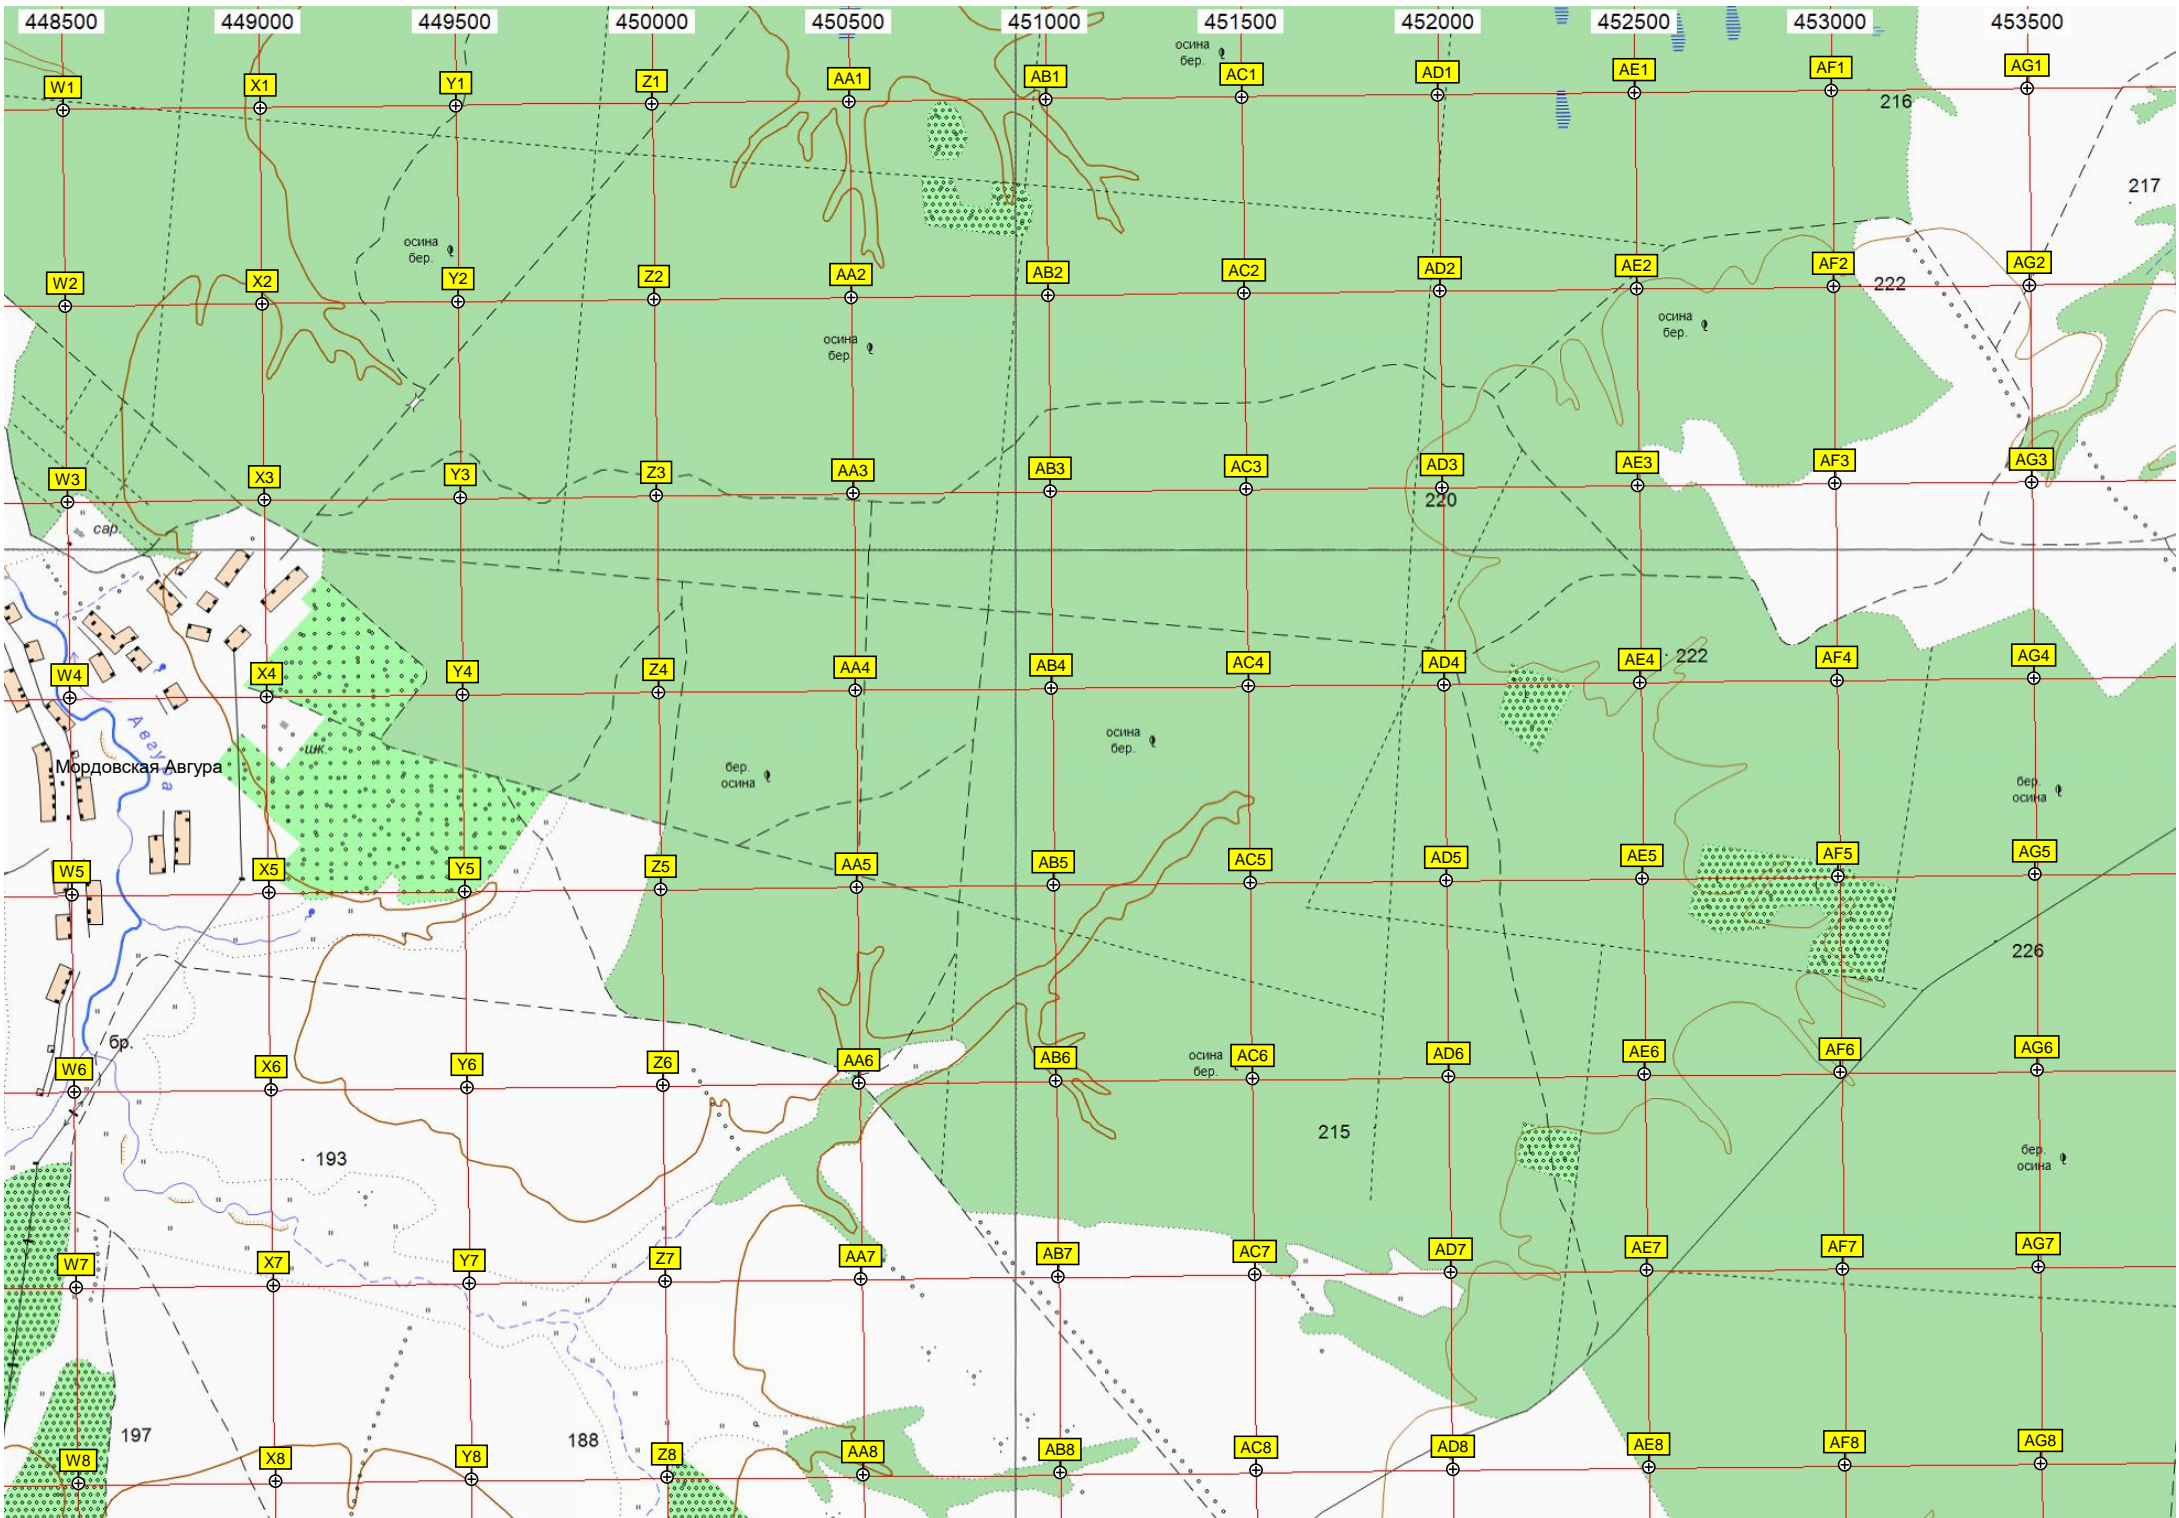 448500 449000 449500 450000 450500 451000 451500 452000 452500 453000 453500
осина
бер.
W1 X1 Y1 Z1 AA1 AB1 AC1 AD1 AE1 AF1 AG1
216
217
осина
бер.
W2 X2 Y2 Z2 AA2 AB2 AC2 AD2 AE2 AF2 AG2
222
осина
бер.
осина
бер.
W3 X3 Y3 Z3 AA3 AB3 AC3 AD3 AE3 AF3 AG3
220
сар.
W4 X4 Y4 Z4 AA4 AB4 AC4 AD4 AE4 AF4 AG4
222
Авгура
шк.
осина
бер.
Мордовская Авгура
бер.
осина
бер.
осина
W5 X5 Y5 Z5 AA5 AB5 AC5 AD5 AE5 AF5 AG5
226
бр.
W6 X6 Y6 Z6 AA6 AB6 AC6 AD6 AE6 AF6 AG6
осина
бер.
215
193
бер.
осина
W7 X7 Y7 Z7 AA7 AB7 AC7 AD7 AE7 AF7 AG7
197
188
W8 X8 Y8 Z8 AA8 AB8 AC8 AD8 AE8 AF8 AG8